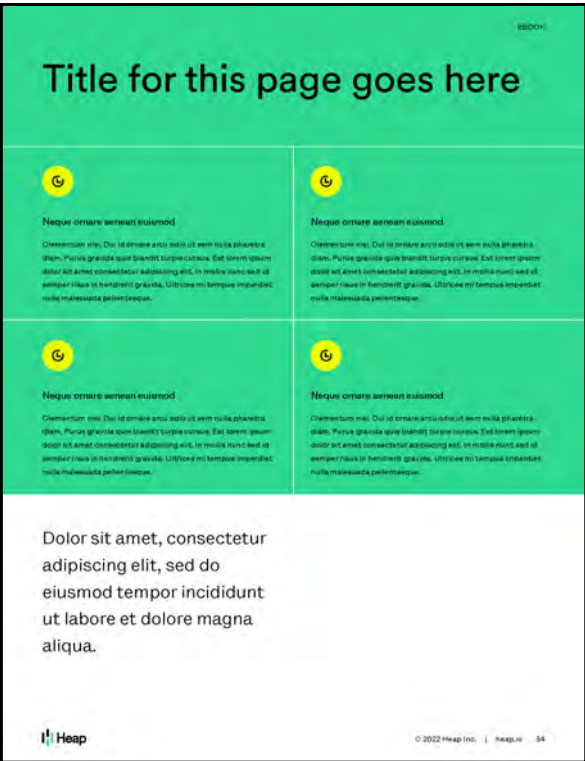 EBOOK
Title for this page goes here
Neque ornare aenean euismod
Elementum nisi. Dui id ornare arcu odio ut sem nulla pharetra
diam. Purus gravida quis blandit turpis cursus. Est lorem ipsum
dolor sit amet consectetur adipiscing elit. In mollis nunc sed id
semper risus in hendrerit gravida. Ultrices mi tempus imperdiet
nulla malesuada pellentesque.
Neque ornare aenean euismod
Elementum nisi. Dui id ornare arcu odio ut sem nulla pharetra
diam. Purus gravida quis blandit turpis cursus. Est lorem ipsum
dolor sit amet consectetur adipiscing elit. In mollis nunc sed id
semper risus in hendrerit gravida. Ultrices mi tempus imperdiet
nulla malesuada pellentesque.
Neque ornare aenean euismod
Elementum nisi. Dui id ornare arcu odio ut sem nulla pharetra
diam. Purus gravida quis blandit turpis cursus. Est lorem ipsum
dolor sit amet consectetur adipiscing elit. In mollis nunc sed id
semper risus in hendrerit gravida. Ultrices mi tempus imperdiet
nulla malesuada pellentesque.
Neque ornare aenean euismod
Elementum nisi. Dui id ornare arcu odio ut sem nulla pharetra
diam. Purus gravida quis blandit turpis cursus. Est lorem ipsum
dolor sit amet consectetur adipiscing elit. In mollis nunc sed id
semper risus in hendrerit gravida. Ultrices mi tempus imperdiet
nulla malesuada pellentesque.
Dolor sit amet, consectetur
adipiscing elit, sed do
eiusmod tempor incididunt
ut labore et dolore magna
aliqua.
Heap
© 2022 Heap Inc. | heap.io 34